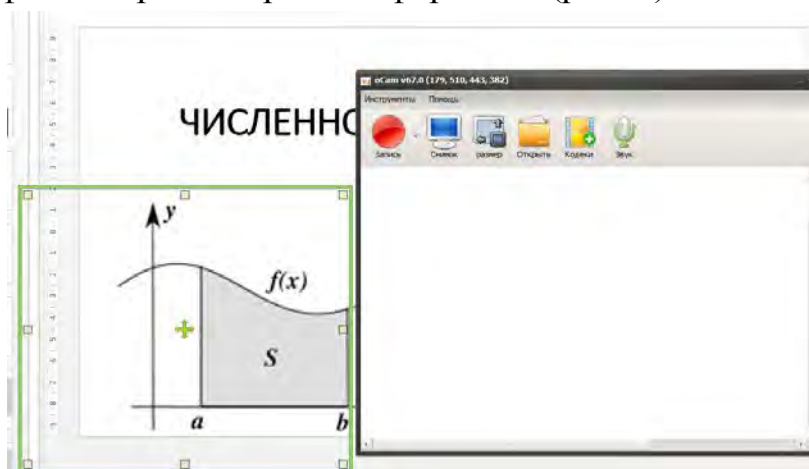 oCam v67.0 (179, 510, 443, 382)
Инструменты Помощь
ЧИСЛЕННО
Запись Снимок размер Открыть Кодеки Звук
y
f(x)
S
a b